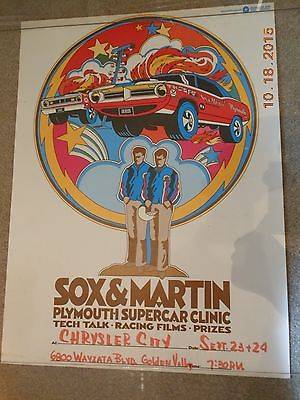 10.18.2015
SOX & MARTIN
PLYMOUTH SUPERCAR CLINIC
TECH TALK · RACING FILMS · PRIZES
At CHRYSLER CITY Date SEPT. 23 + 24
6800 WAYZATA BLVD. Golden Valley 7:30 P.M.